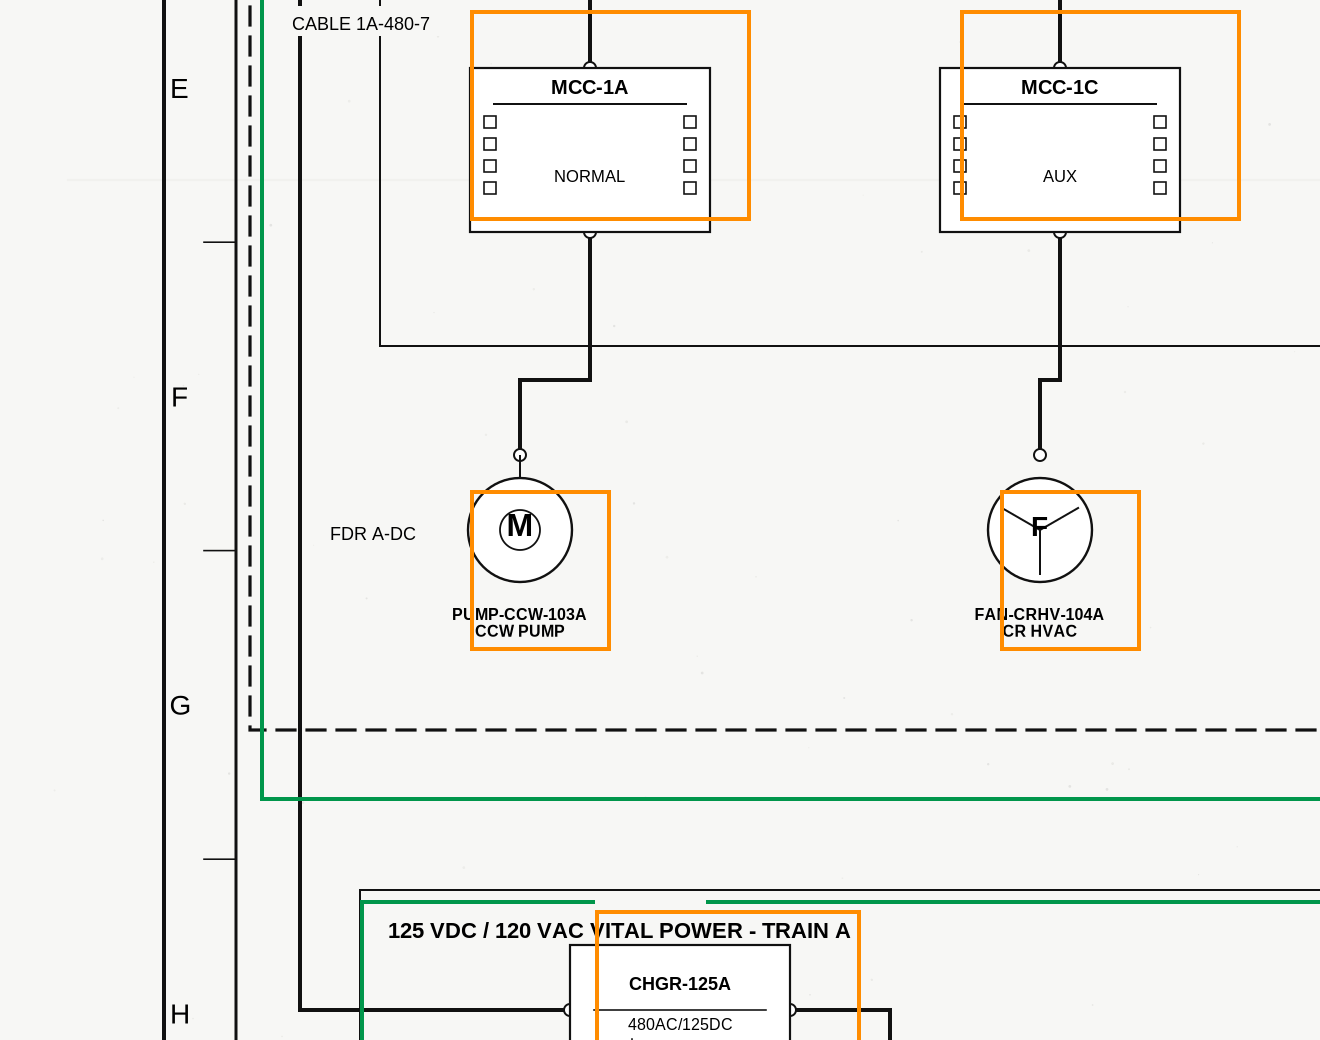 CABLE 1A-480-7
E
MCC-1A
MCC-1C
NORMAL
AUX
F
FDR A-DC
M
F
PUMP-CCW-103A
CCW PUMP
FAN-CRHV-104A
CR HVAC
G
125 VDC / 120 VAC VITAL POWER - TRAIN A
CHGR-125A
H
480AC/125DC